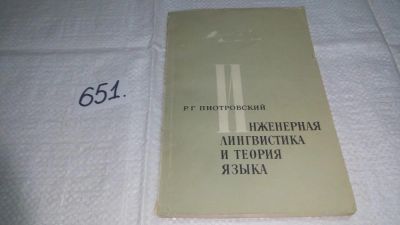 651.
Р. Г. ПИОТРОВСКИЙ
ИНЖЕНЕРНАЯ
ЛИНГВИСТИКА
И ТЕОРИЯ
ЯЗЫКА